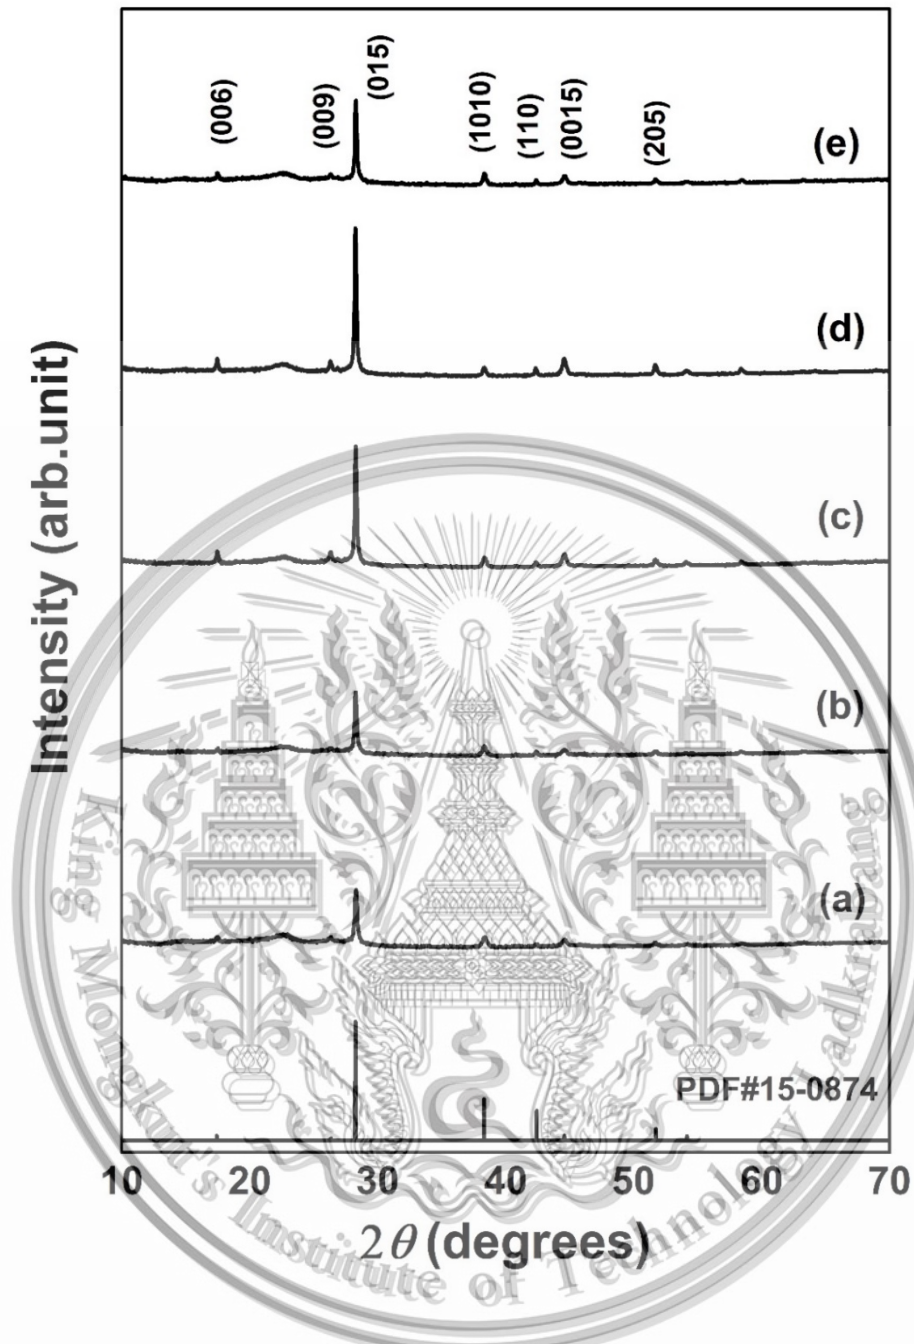 (006)
(009)
(015)
(1010)
(110)
(0015)
(205)
(e)
(d)
(c)
(b)
(a)
PDF#15-0874
Intensity (arb.unit)
10 20 30 40 50 60 70
2θ (degrees)
King Mongkut's Institute of Technology Ladkrabang